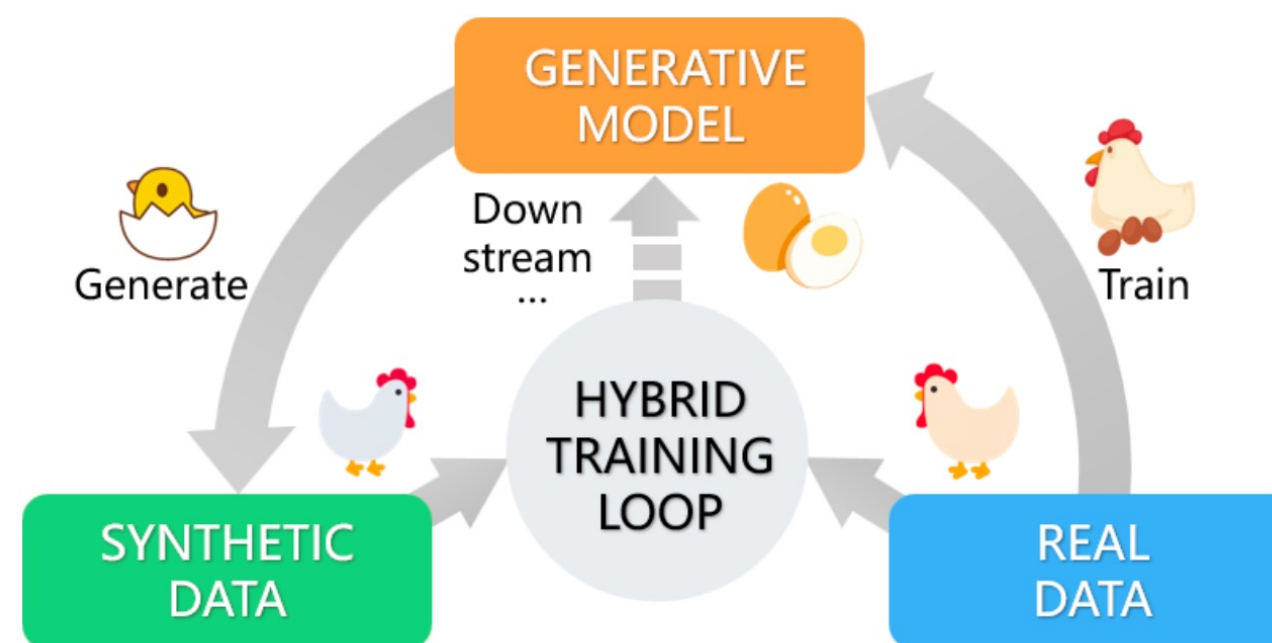 GENERATIVE
MODEL
Down
stream
...
Generate
Train
HYBRID
TRAINING
LOOP
SYNTHETIC
DATA
REAL
DATA